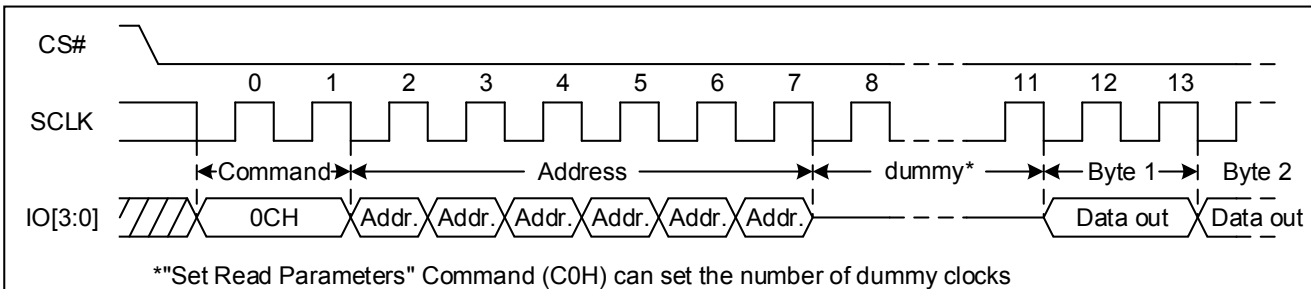 CS#
0 1 2 3 4 5 6 7 8 11 12 13
SCLK
Command Address dummy* Byte 1 Byte 2
IO[3:0] 0CH Addr. Addr. Addr. Addr. Addr. Addr. Data out Data out
*"Set Read Parameters" Command (C0H) can set the number of dummy clocks